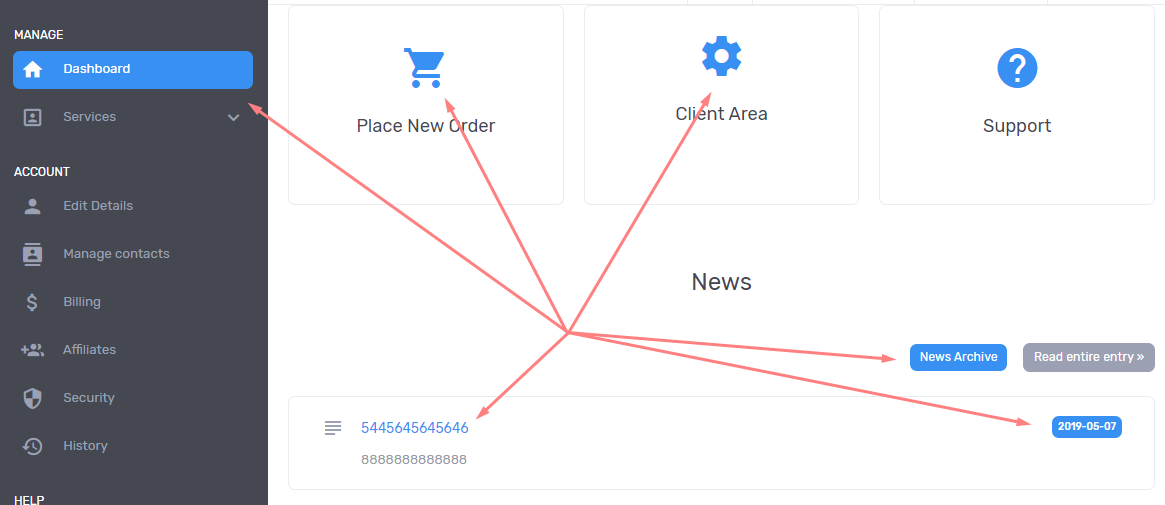 MANAGE
Dashboard
Services
ACCOUNT
Edit Details
Manage contacts
Billing
Affiliates
Security
History
HELP
Place New Order
Client Area
Support
News
News Archive
Read entire entry »
5445645645646
2019-05-07
8888888888888